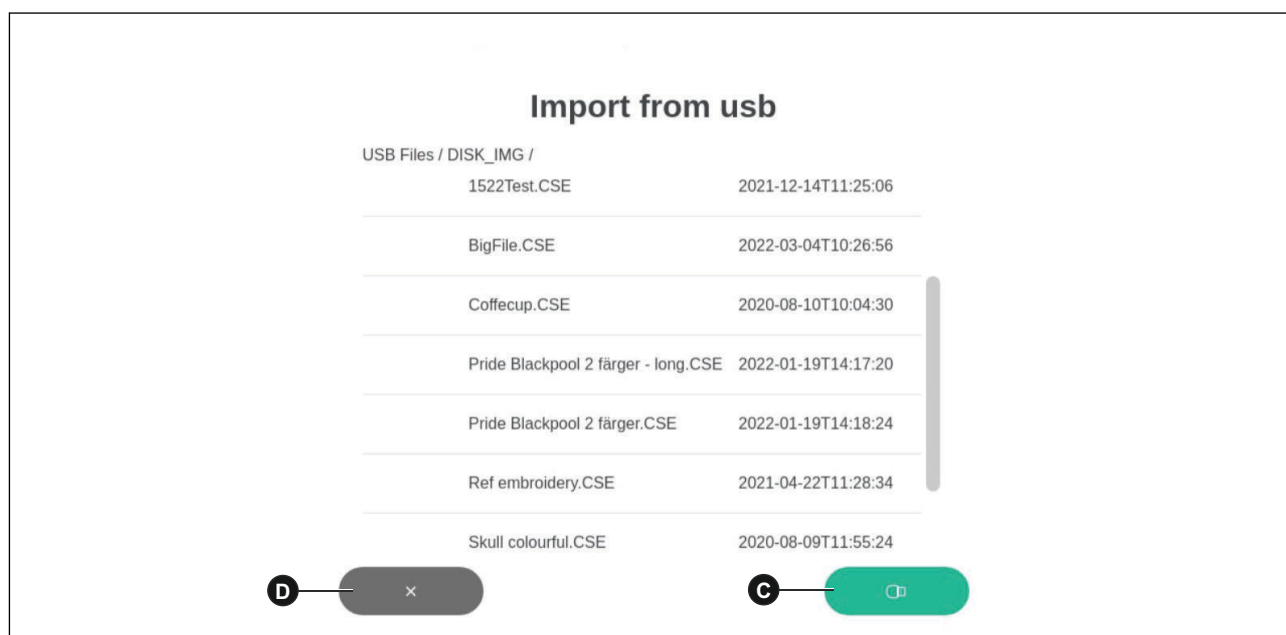 Import from usb
USB Files / DISK_IMG /
1522Test.CSE 2021-12-14T11:25:06
BigFile.CSE 2022-03-04T10:26:56
Coffecup.CSE 2020-08-10T10:04:30
Pride Blackpool 2 färger - long.CSE 2022-01-19T14:17:20
Pride Blackpool 2 färger.CSE 2022-01-19T14:18:24
Ref embroidery.CSE 2021-04-22T11:28:34
Skull colourful.CSE 2020-08-09T11:55:24
D × C